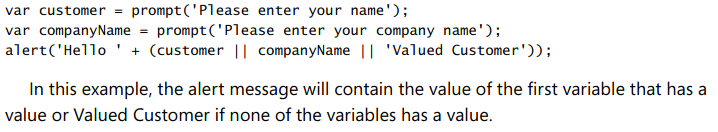 var customer = prompt('Please enter your name');
var companyName = prompt('Please enter your company name');
alert('Hello ' + (customer || companyName || 'Valued Customer'));
In this example, the alert message will contain the value of the first variable that has a
value or Valued Customer if none of the variables has a value.